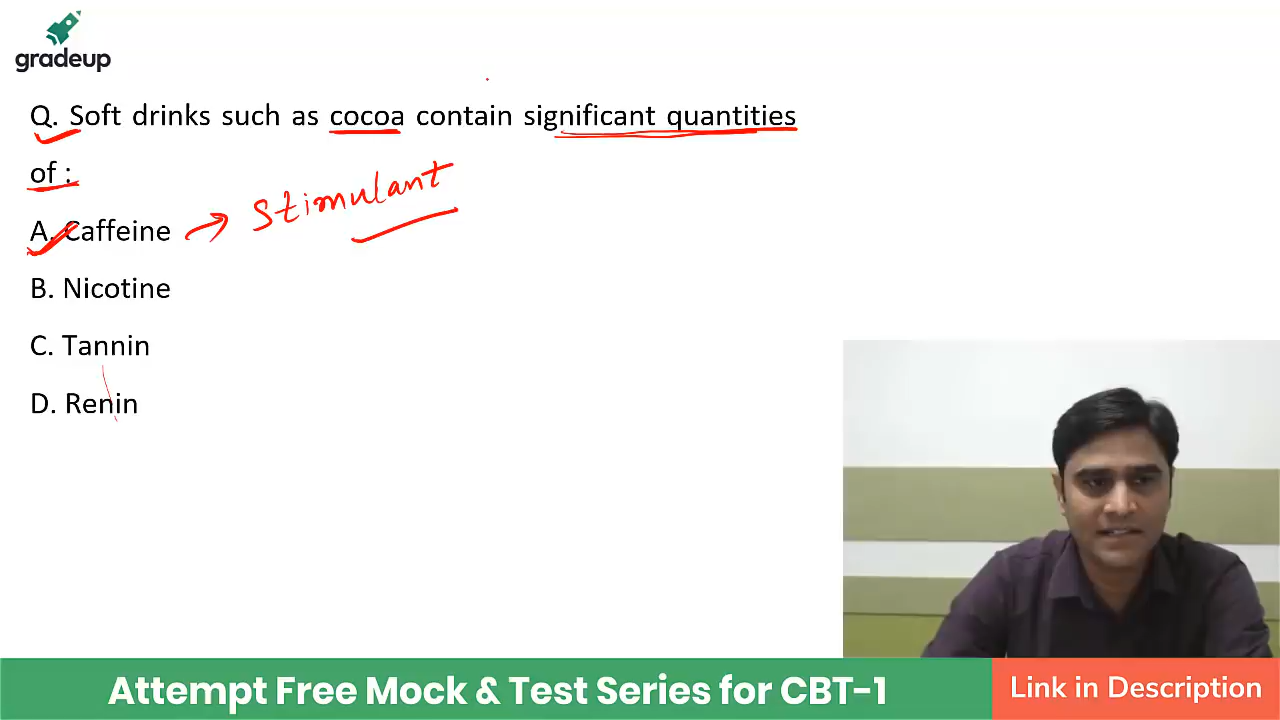 gradeup
Q. Soft drinks such as cocoa contain significant quantities
of :
A. Caffeine → Stimulant
B. Nicotine
C. Tannin
D. Renin
Attempt Free Mock & Test Series for CBT-1
Link in Description